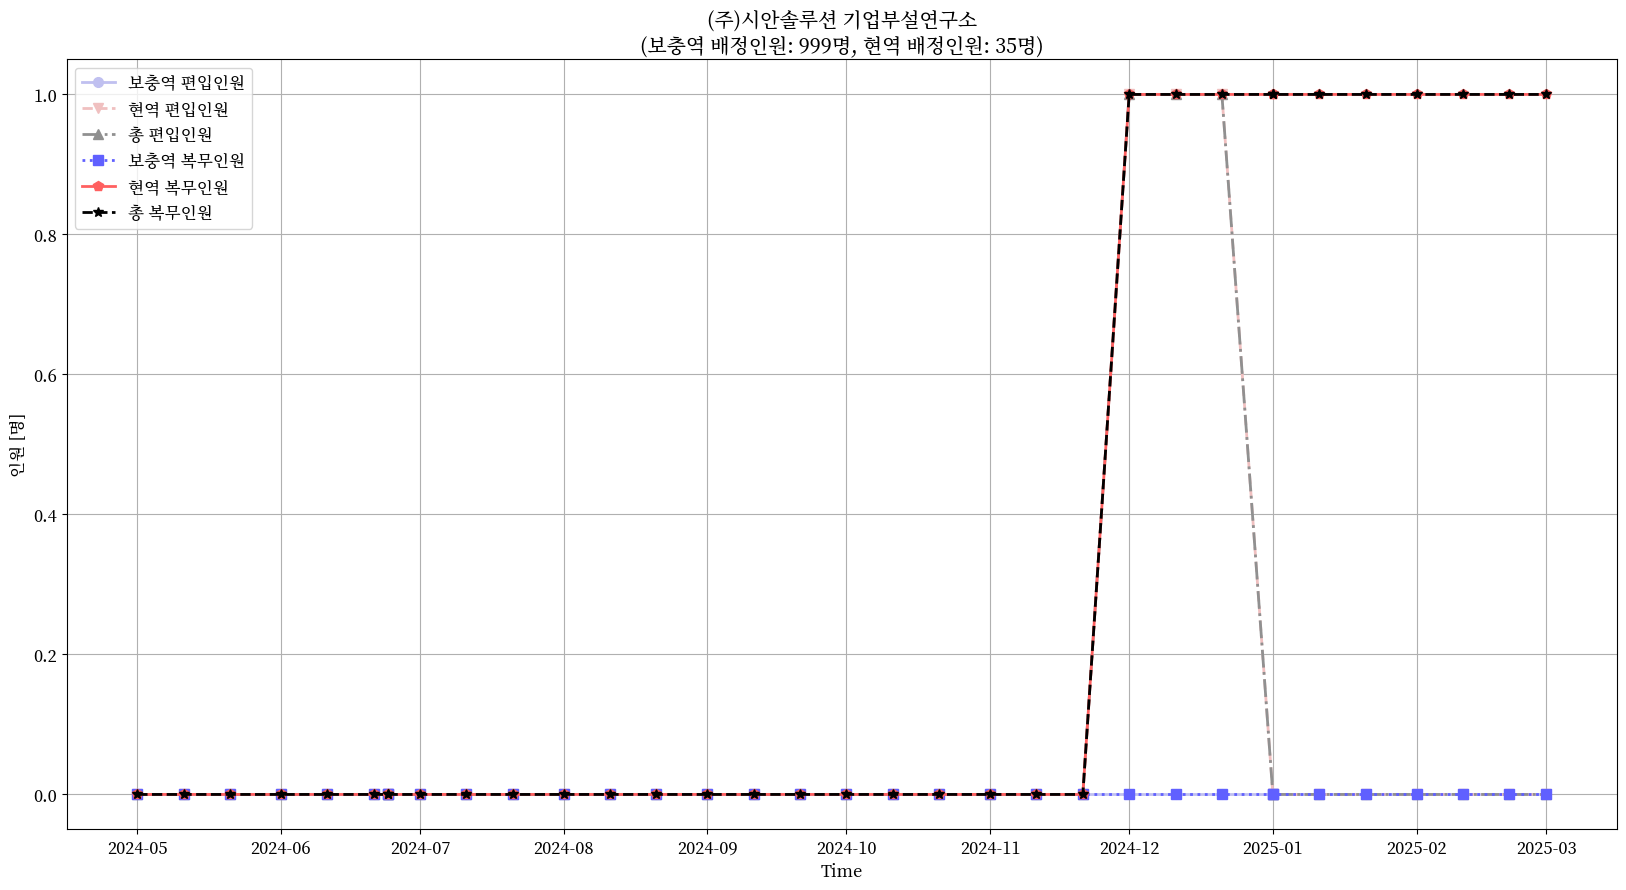 (주)시안솔루션 기업부설연구소
(보충역 배정인원: 999명, 현역 배정인원: 35명)
보충역 편입인원
현역 편입인원
총 편입인원
보충역 복무인원
현역 복무인원
총 복무인원
1.0
0.8
0.6
0.4
0.2
0.0
인원 [명]
2024-05
2024-06
2024-07
2024-08
2024-09
2024-10
2024-11
2024-12
2025-01
2025-02
2025-03
Time